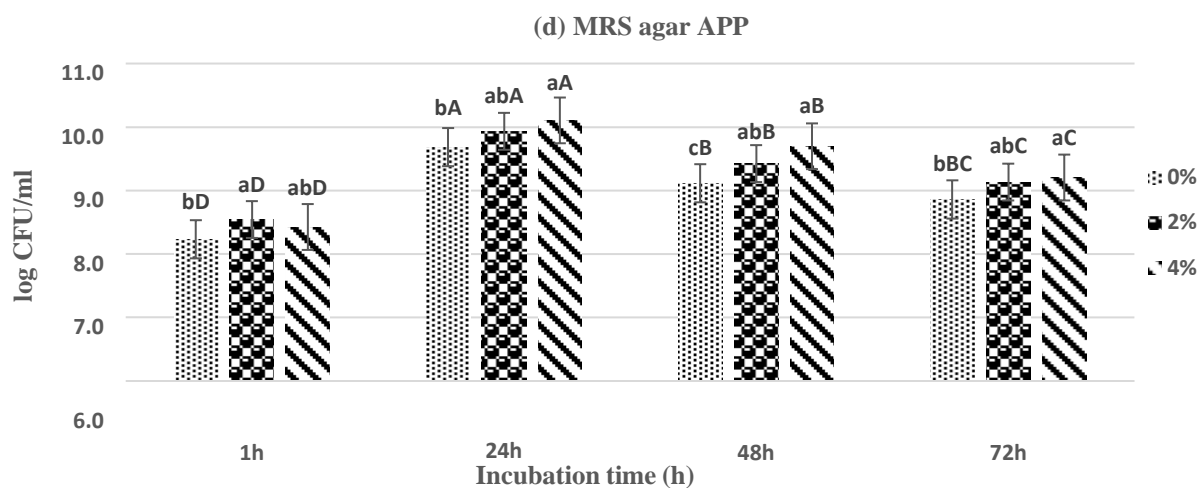 (d) MRS agar APP
log CFU/ml
11.0
10.0
9.0
8.0
7.0
6.0
bD
aD
abD
bA
abA
aA
cB
abB
aB
bBC
abC
aC
0%
2%
4%
1h
24h
48h
72h
Incubation time (h)